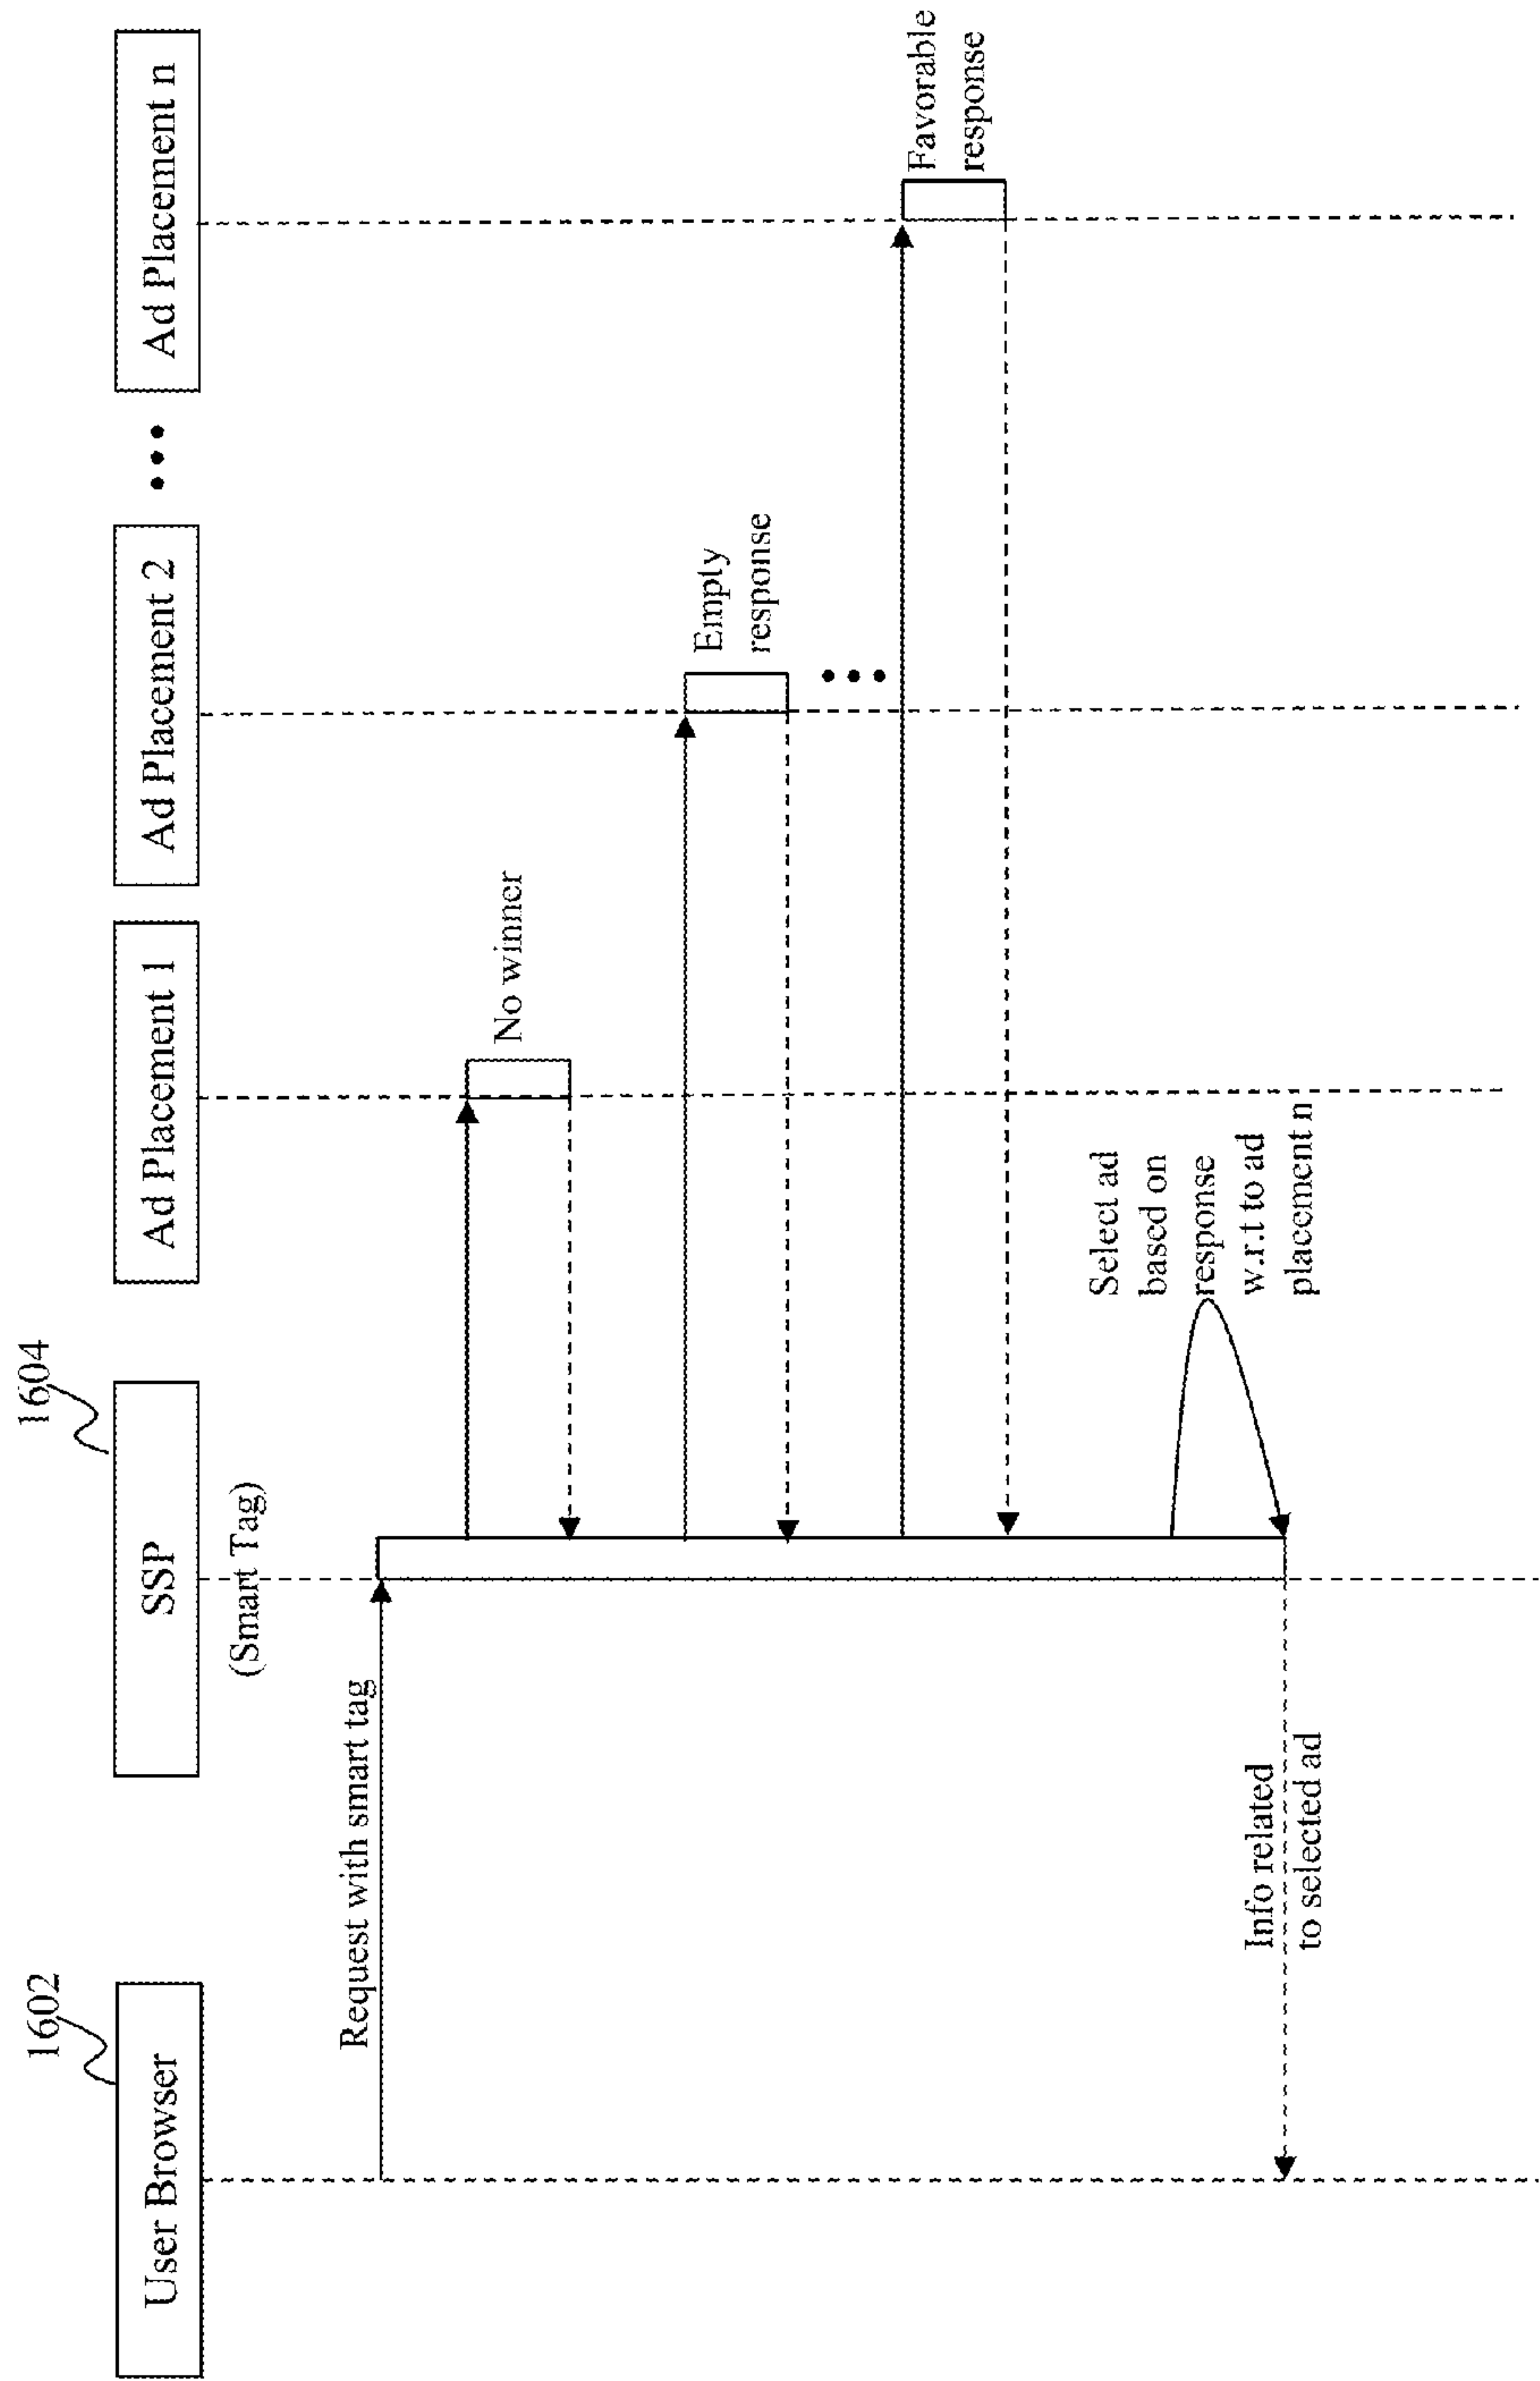 1602
1604
User Browser
SSP
Ad Placement 1
Ad Placement 2
Ad Placement n
(Smart Tag)
Request with smart tag
No winner
Empty
response
Favorable
response
Select ad
based on
response
w.r.t to ad
placement n
Info related
to selected ad